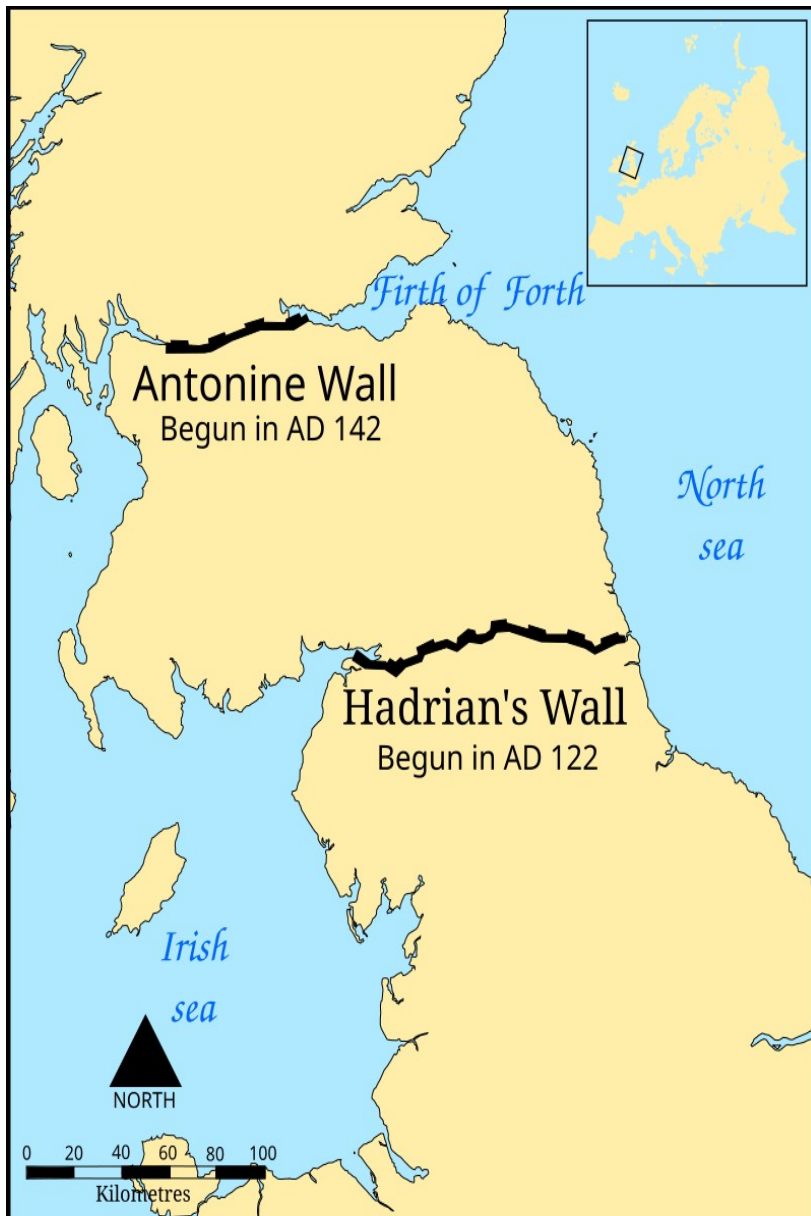 Firth of Forth
Antonine Wall
Begun in AD 142
North
sea
Hadrian's Wall
Begun in AD 122
Irish
sea
NORTH
0 20 40 60 80 100
Kilometres